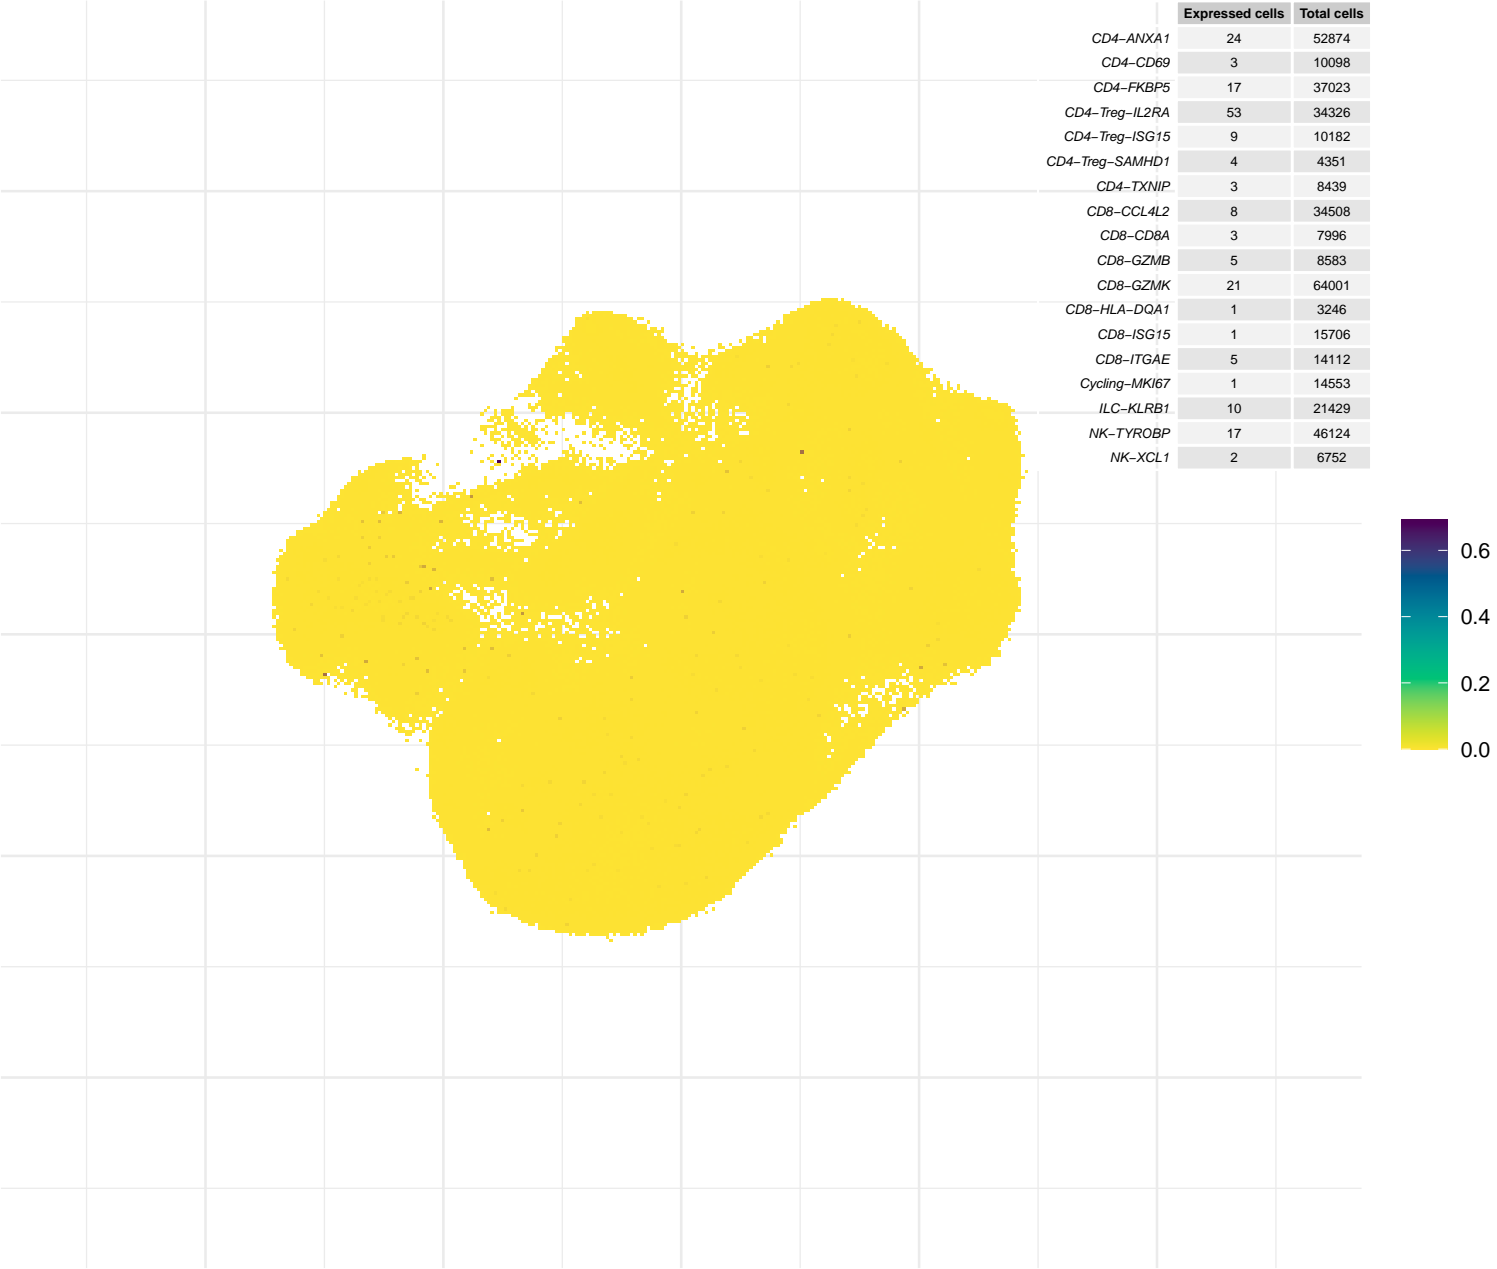 Expressed cells Total cells
CD4−ANXA1 24 52874
CD4−CD69 3 10098
CD4−FKBP5 17 37023
CD4−Treg−IL2RA 53 34326
CD4−Treg−ISG15 9 10182
CD4−Treg−SAMHD1 4 4351
CD4−TXNIP 3 8439
CD8−CCL4L2 8 34508
CD8−CD8A 3 7996
CD8−GZMB 5 8583
CD8−GZMK 21 64001
CD8−HLA−DQA1 1 3246
CD8−ISG15 1 15706
CD8−ITGAE 5 14112
Cycling−MKI67 1 14553
ILC−KLRB1 10 21429
NK−TYROBP 17 46124
NK−XCL1 2 6752
0.6
0.4
0.2
0.0